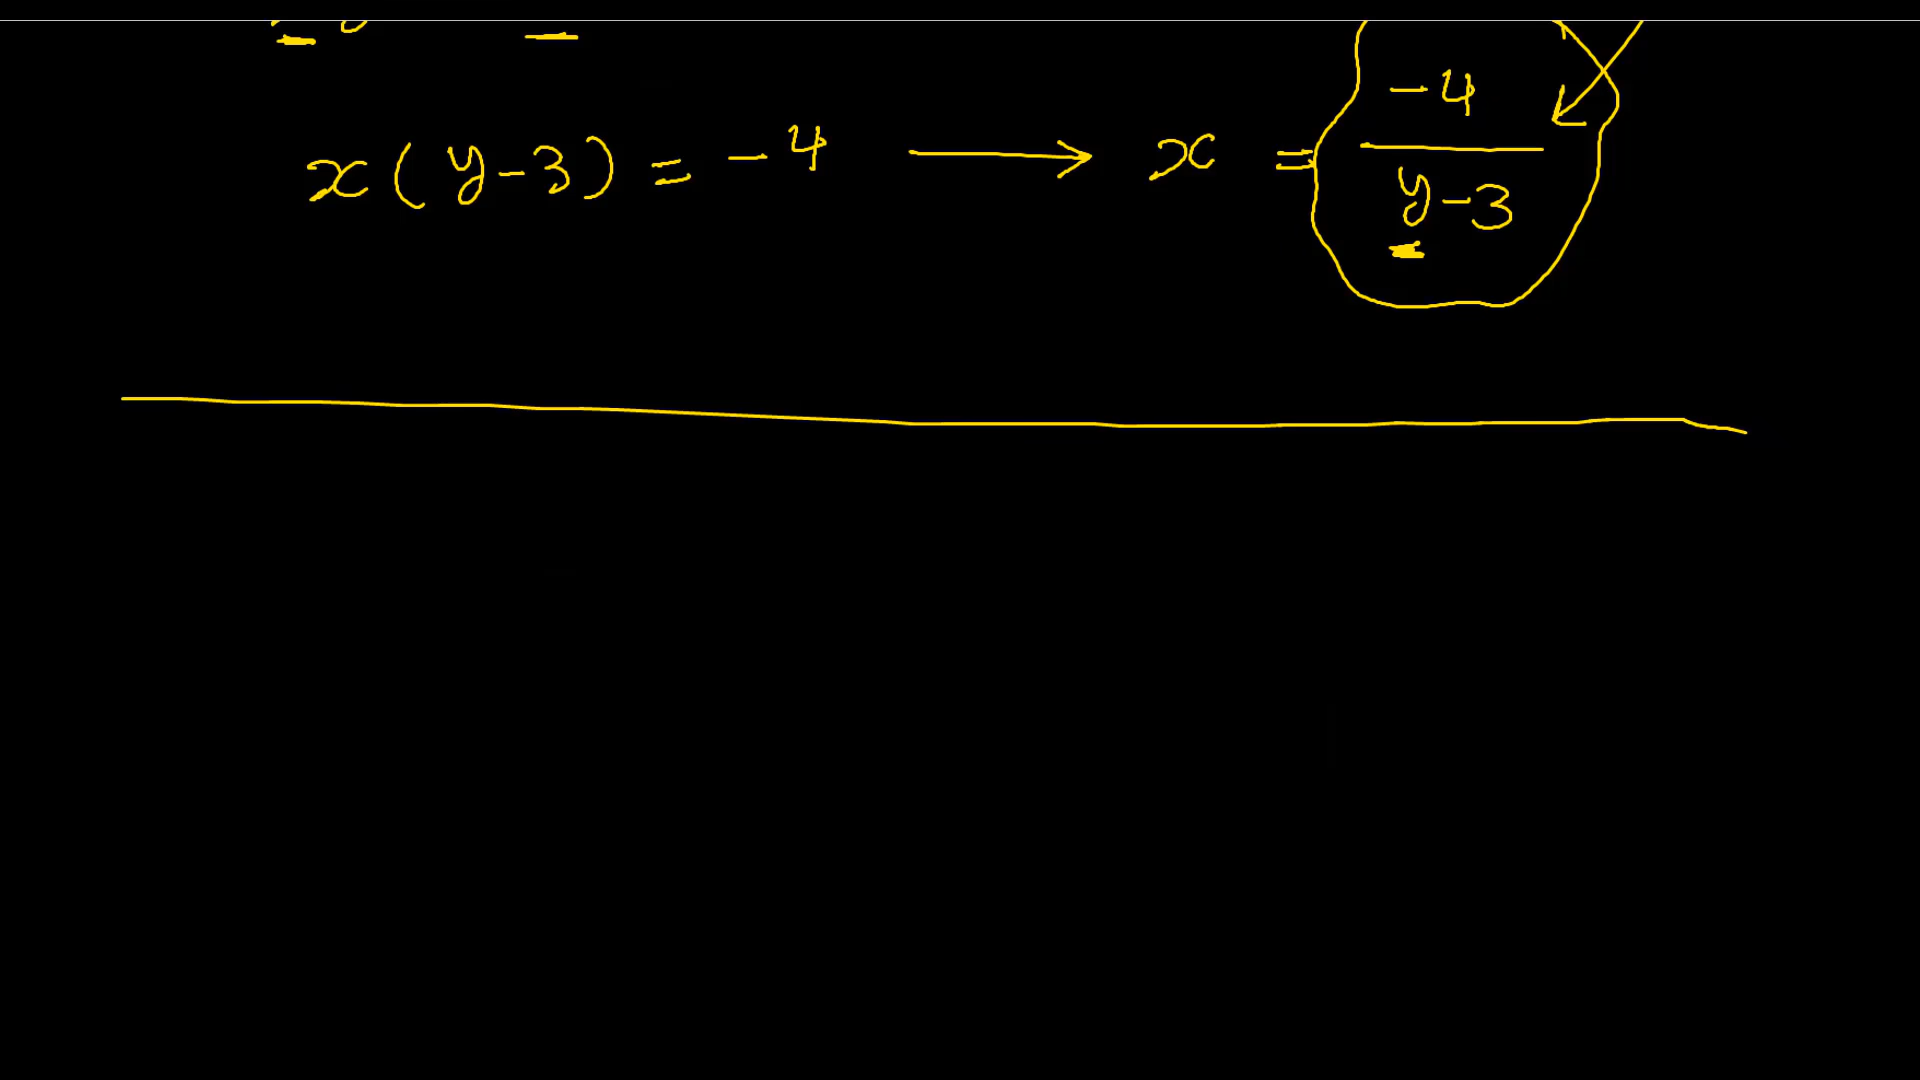 x(y-3) = -4 → x = -4/(y-3)